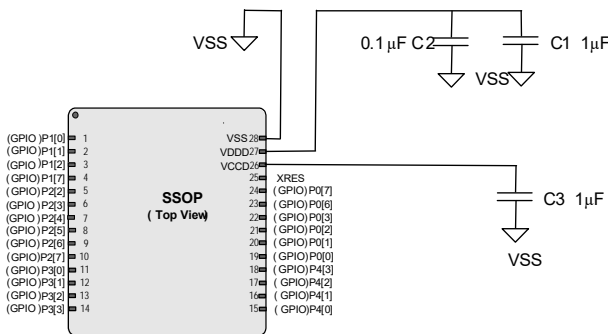 VSS
0.1 µF C2
C1 1µF
VSS
(GPIO )P1[0] 1
(GPIO)P1[1] 2
(GPIO)P1[2] 3
(GPIO)P1[7] 4
(GPIO)P2[2] 5
(GPIO)P2[3] 6
(GPIO)P2[4] 7
(GPIO)P2[5] 8
(GPIO)P2[6] 9
(GPIO)P2[7] 10
(GPIO)P3[0] 11
(GPIO)P3[1] 12
(GPIO)P3[2] 13
(GPIO)P3[3] 14
SSOP
( Top View)
VSS 28
VDDD 27
VCCD 26
25 XRES
24 (GPIO) P0[7]
23 (GPIO)P0[6]
22 (GPIO)P0[3]
21 (GPIO)P0[2]
20 (GPIO)P0[1]
19 (GPIO)P0[0]
18 (GPIO)P4[3]
17 (GPIO)P4[2]
16 (GPIO)P4[1]
15 (GPIO)P4[0]
C3 1µF
VSS